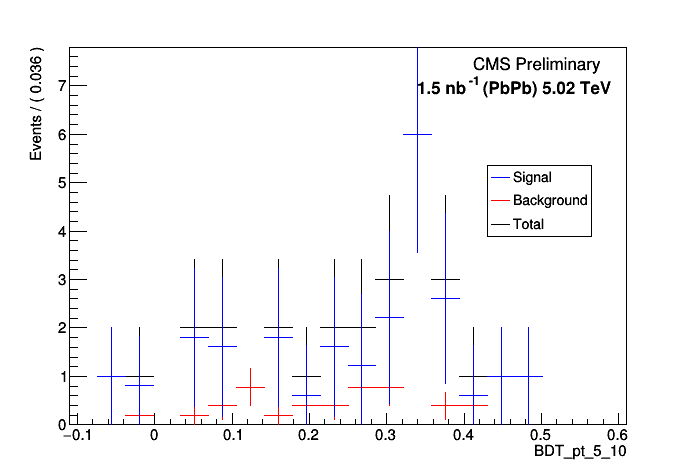 CMS Preliminary
1.5 nb⁻¹ (PbPb) 5.02 TeV
Events / ( 0.036 )
7
6
5
4
3
2
1
0
Signal
Background
Total
−0.1 0 0.1 0.2 0.3 0.4 0.5 0.6
BDT_pt_5_10